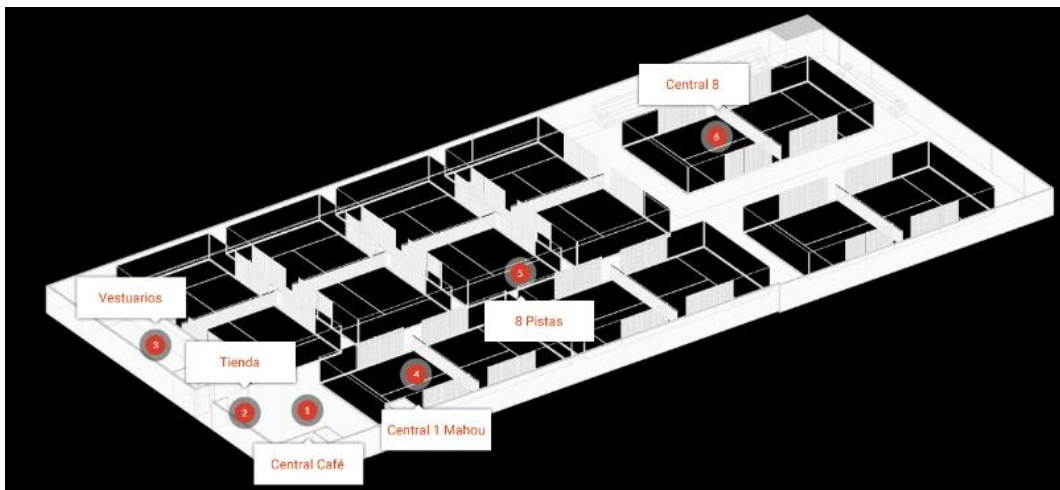 Central 8
6
5
8 Pistas
Vestuarios
3
Tienda
4
2
1
Central 1 Mahou
Central Café